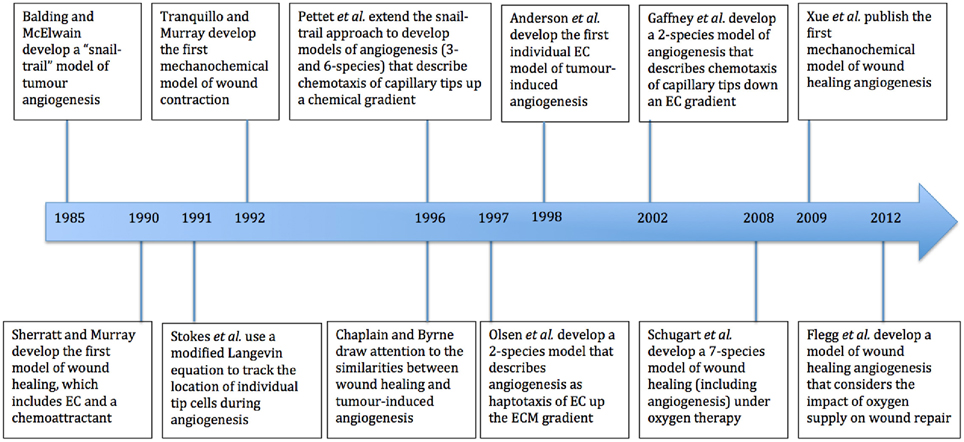 Balding and
McElwain
develop a “snail-
trail” model of
tumour
angiogenesis
Tranquillo and
Murray develop
the first
mechanochemical
model of wound
contraction
Pettet et al. extend the snail-
trail approach to develop
models of angiogenesis (3-
and 6-species) that describe
chemotaxis of capillary tips up
a chemical gradient
Anderson et al.
develop the first
individual EC
model of tumour-
induced
angiogenesis
Gaffney et al. develop
a 2-species model of
angiogenesis that
describes chemotaxis
of capillary tips down
an EC gradient
Xue et al. publish the
first
mechanochemical
model of wound
healing angiogenesis
1985 1990 1991 1992 1996 1997 1998 2002 2008 2009 2012
Sherratt and Murray
develop the first
model of wound
healing, which
includes EC and a
chemoattractant
Stokes et al. use a
modified Langevin
equation to track the
location of individual
tip cells during
angiogenesis
Chaplain and Byrne
draw attention to the
similarities between
wound healing and
tumour-induced
angiogenesis
Olsen et al. develop a
2-species model that
describes
angiogenesis as
haptotaxis of EC up
the ECM gradient
Schugart et al.
develop a 7-species
model of wound
healing (including
angiogenesis) under
oxygen therapy
Flegg et al. develop a
model of wound
healing angiogenesis
that considers the
impact of oxygen
supply on wound repair